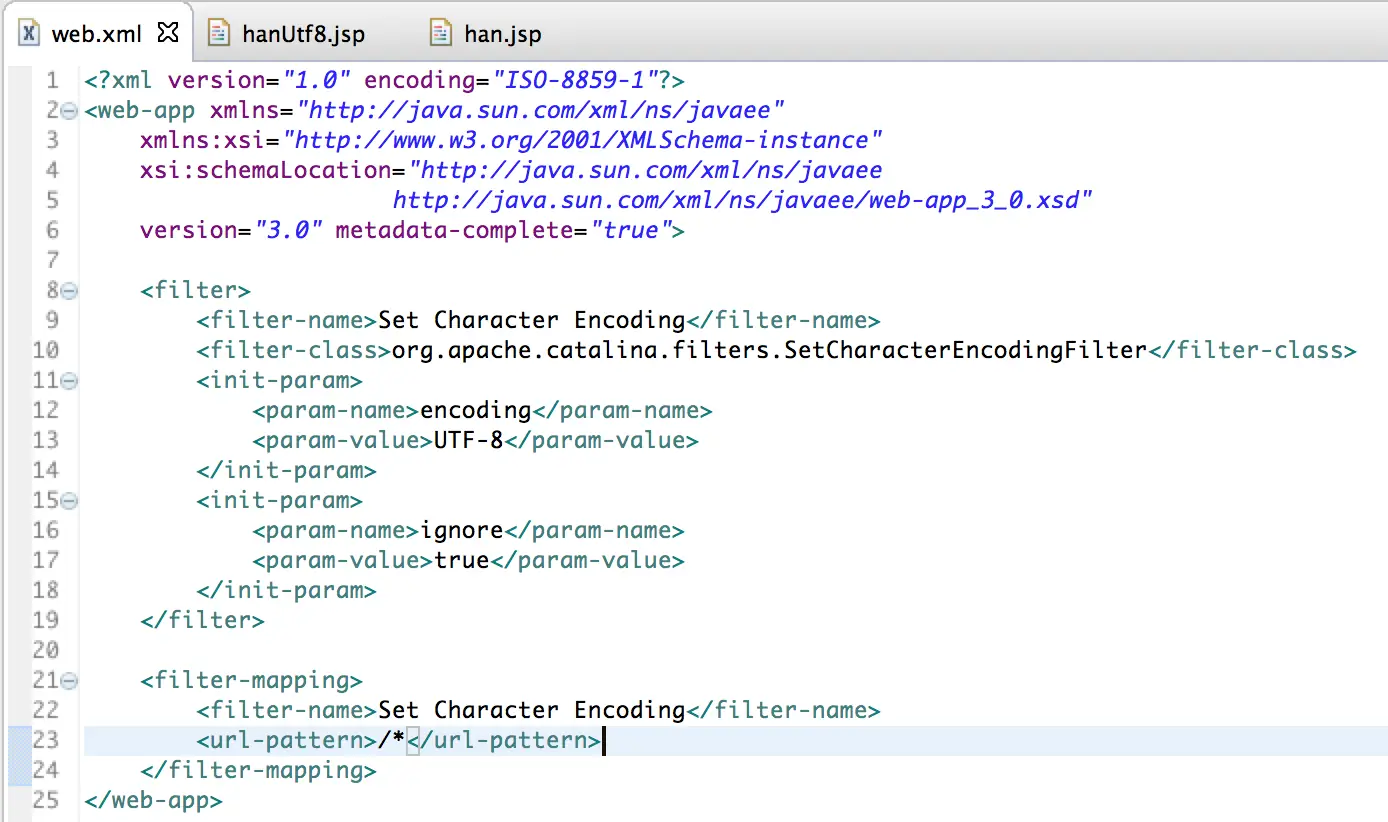 web.xml hanUtf8.jsp han.jsp
1 <?xml version="1.0" encoding="ISO-8859-1"?>
2 <web-app xmlns="http://java.sun.com/xml/ns/javaee"
3 xmlns:xsi="http://www.w3.org/2001/XMLSchema-instance"
4 xsi:schemaLocation="http://java.sun.com/xml/ns/javaee
5 http://java.sun.com/xml/ns/javaee/web-app_3_0.xsd"
6 version="3.0" metadata-complete="true">
7
8 <filter>
9 <filter-name>Set Character Encoding</filter-name>
10 <filter-class>org.apache.catalina.filters.SetCharacterEncodingFilter</filter-class>
11 <init-param>
12 <param-name>encoding</param-name>
13 <param-value>UTF-8</param-value>
14 </init-param>
15 <init-param>
16 <param-name>ignore</param-name>
17 <param-value>true</param-value>
18 </init-param>
19 </filter>
20
21 <filter-mapping>
22 <filter-name>Set Character Encoding</filter-name>
23 <url-pattern>/*</url-pattern>
24 </filter-mapping>
25 </web-app>